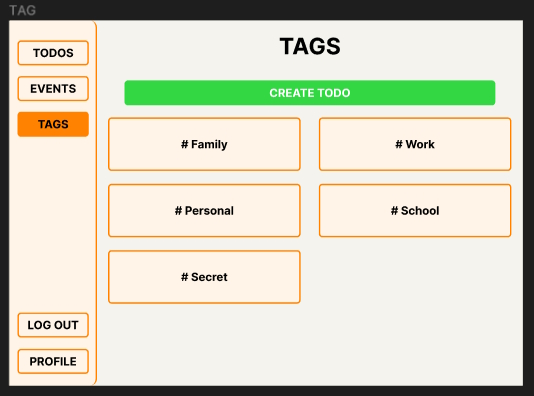 TAG
TODOS
EVENTS
TAGS
LOG OUT
PROFILE
TAGS
CREATE TODO
# Family
# Work
# Personal
# School
# Secret